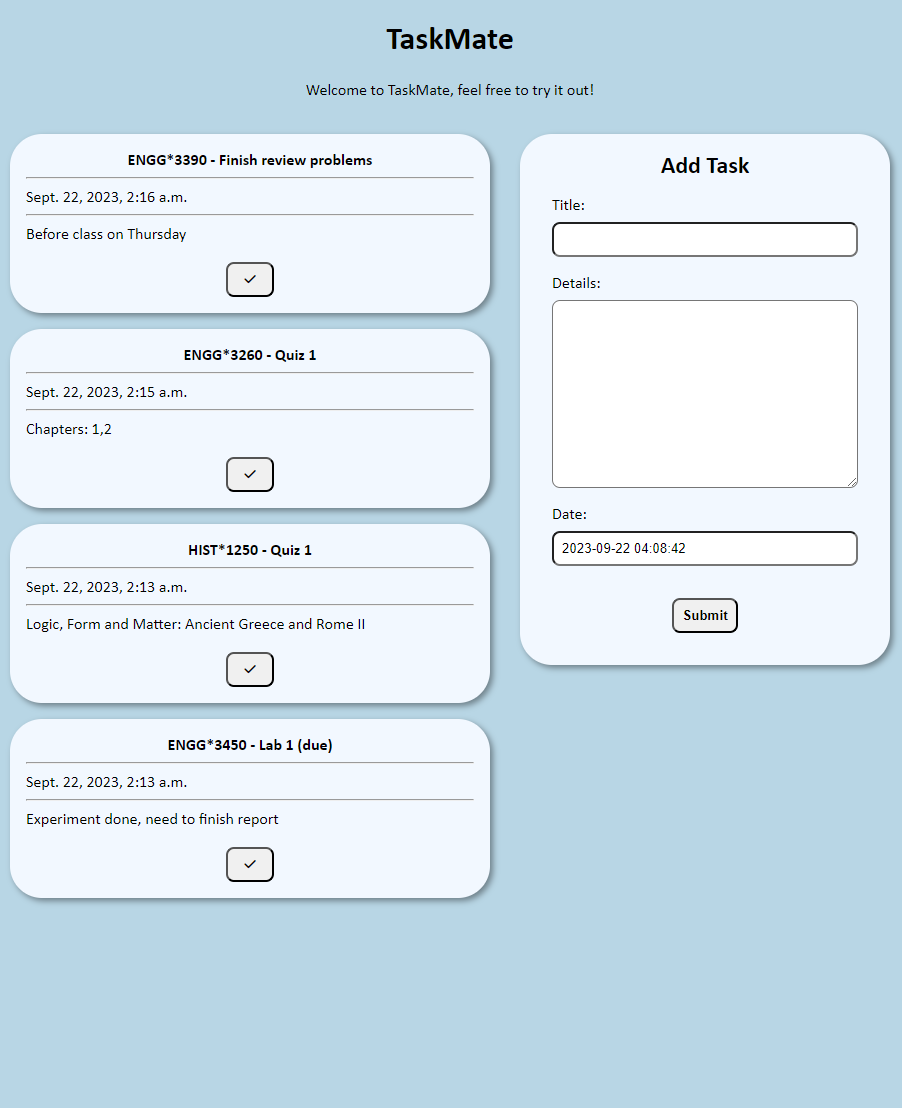 TaskMate
Welcome to TaskMate, feel free to try it out!
ENGG*3390 - Finish review problems
Sept. 22, 2023, 2:16 a.m.
Before class on Thursday
✓
ENGG*3260 - Quiz 1
Sept. 22, 2023, 2:15 a.m.
Chapters: 1,2
✓
HIST*1250 - Quiz 1
Sept. 22, 2023, 2:13 a.m.
Logic, Form and Matter: Ancient Greece and Rome II
✓
ENGG*3450 - Lab 1 (due)
Sept. 22, 2023, 2:13 a.m.
Experiment done, need to finish report
✓
Add Task
Title:
Details:
Date:
2023-09-22 04:08:42
Submit